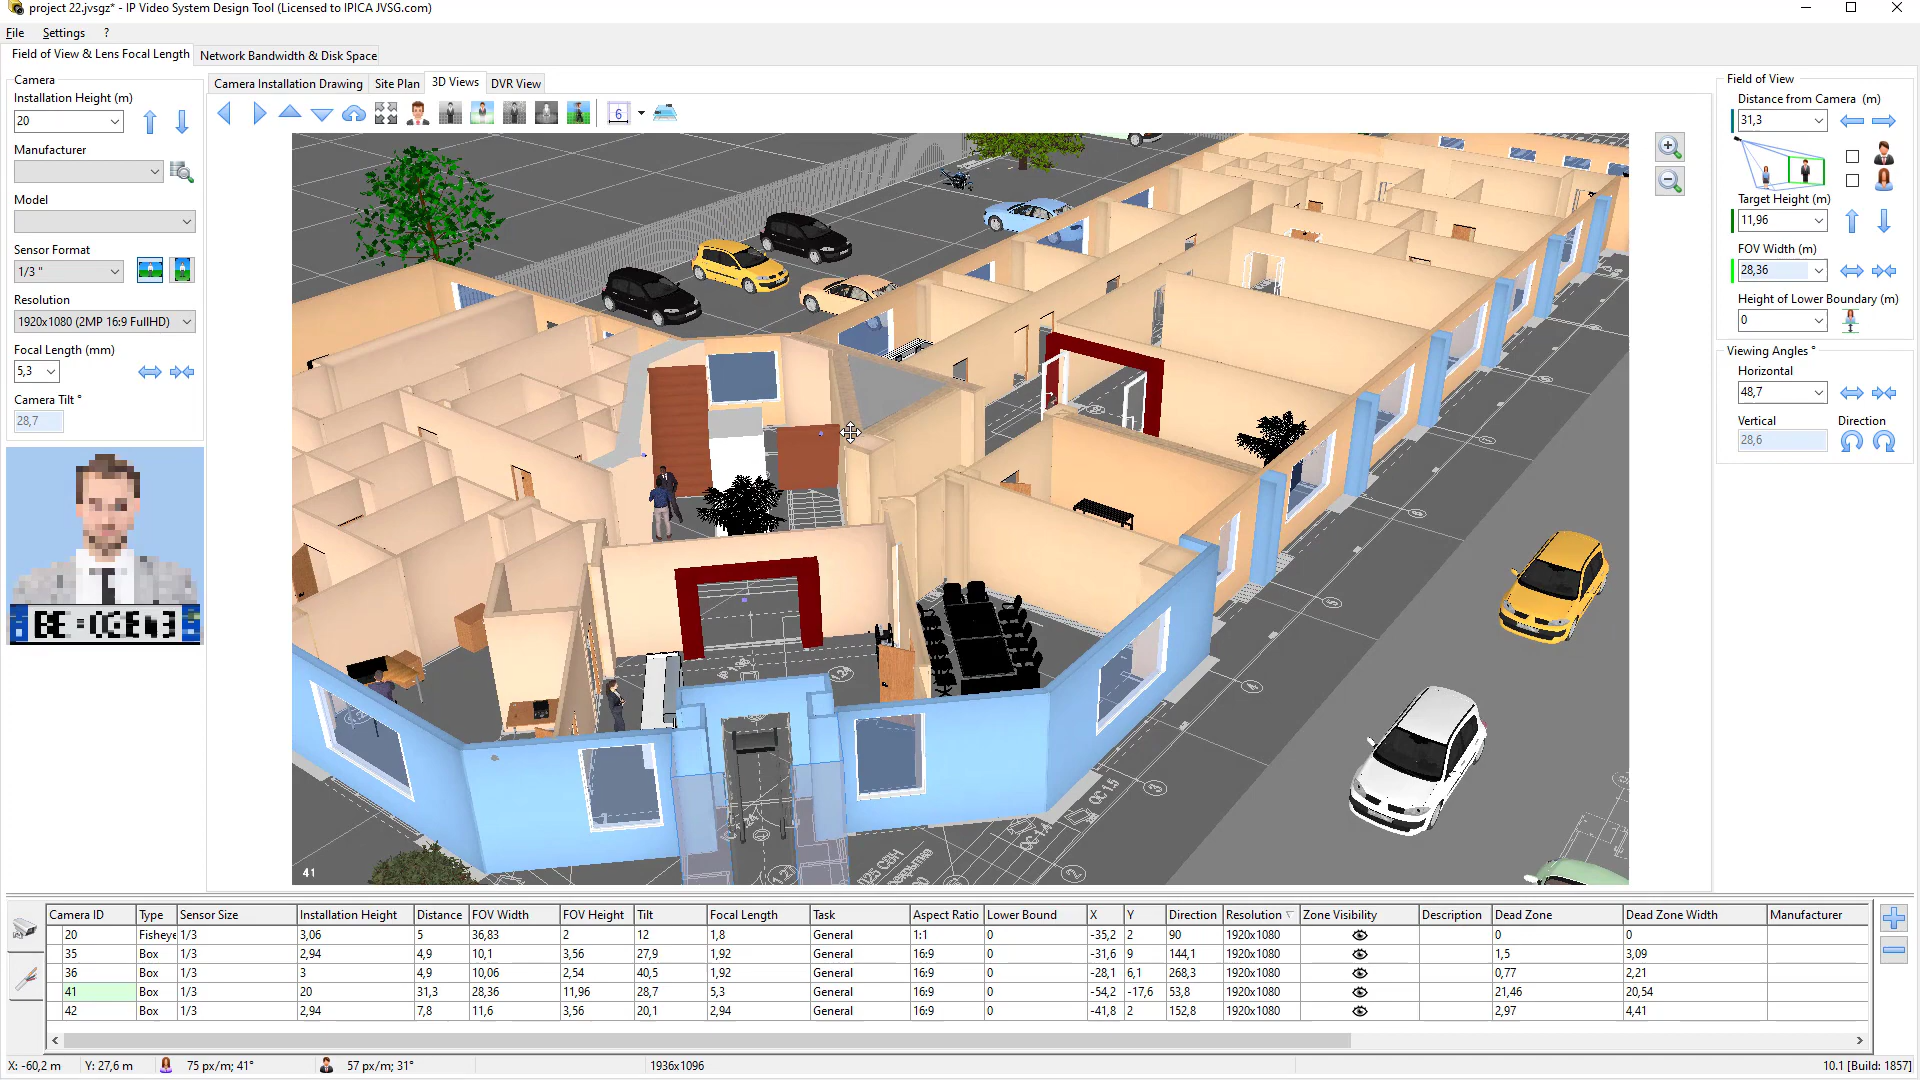 project 22.jvsgz* - IP Video System Design Tool (Licensed to IPICA JVSG.com)
File Settings ?
Field of View & Lens Focal Length Network Bandwidth & Disk Space
Camera
Installation Height (m)
20
Manufacturer
Model
Sensor Format
1/3 "
Resolution
1920x1080 (2MP 16:9 FullHD)
Focal Length (mm)
5,3
Camera Tilt °
28,7
Camera Installation Drawing Site Plan 3D Views DVR View
6
41
Field of View
Distance from Camera (m)
31,3
Target Height (m)
11,96
FOV Width (m)
28,36
Height of Lower Boundary (m)
0
Viewing Angles °
Horizontal
48,7
Vertical Direction
28,6
Camera ID Type Sensor Size Installation Height Distance FOV Width FOV Height Tilt Focal Length Task Aspect Ratio Lower Bound X Y Direction Resolution Zone Visibility Description Dead Zone Dead Zone Width Manufacturer
20 Fisheye 1/3 3,06 5 36,83 2 12 1,8 General 1:1 0 -35,2 2 90 1920x1080 0 0
35 Box 1/3 2,94 4,9 10,1 3,56 27,9 1,92 General 16:9 0 -31,6 9 144,1 1920x1080 1,5 3,09
36 Box 1/3 3 4,9 10,06 2,54 40,5 1,92 General 16:9 0 -28,1 6,1 268,3 1920x1080 0,77 2,21
41 Box 1/3 20 31,3 28,36 11,96 28,7 5,3 General 16:9 0 -54,2 -17,6 53,8 1920x1080 21,46 20,54
42 Box 1/3 2,94 7,8 11,6 3,56 20,1 2,94 General 16:9 0 -41,8 2 152,8 1920x1080 2,97 4,41
X: -60,2 m Y: 27,6 m 75 px/m; 41° 57 px/m; 31° 1936x1096 10.1 [Build: 1857]